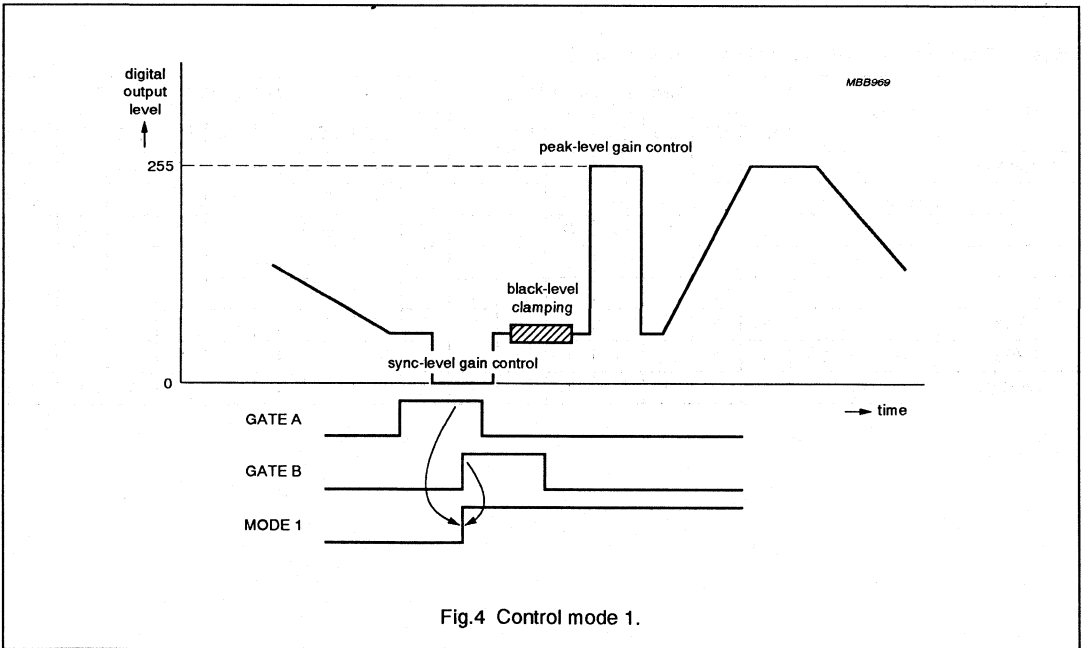 digital
output
level
MBB969
peak-level gain control
255
black-level
clamping
sync-level gain control
0
time
GATE A
GATE B
MODE 1
Fig.4 Control mode 1.